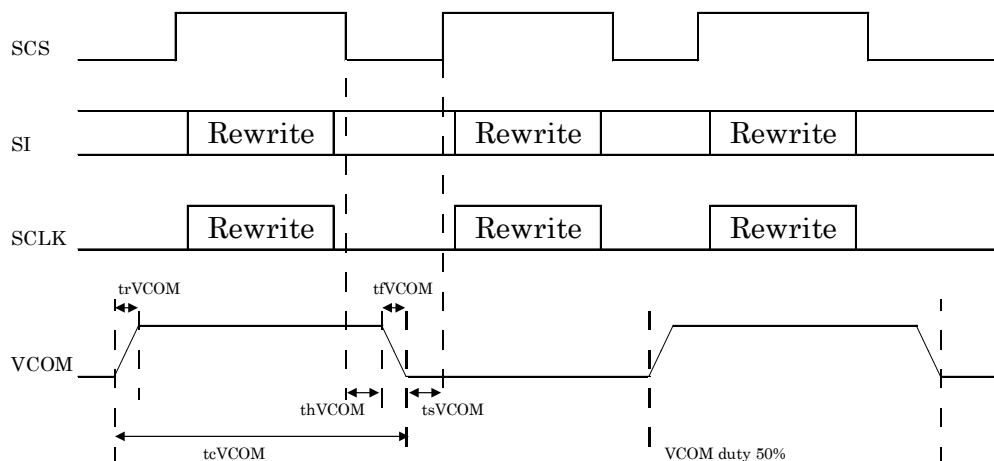 SCS
SI
Rewrite Rewrite Rewrite
SCLK
Rewrite Rewrite Rewrite
trVCOM tfVCOM
VCOM
thVCOM tsVCOM
tcVCOM VCOM duty 50%